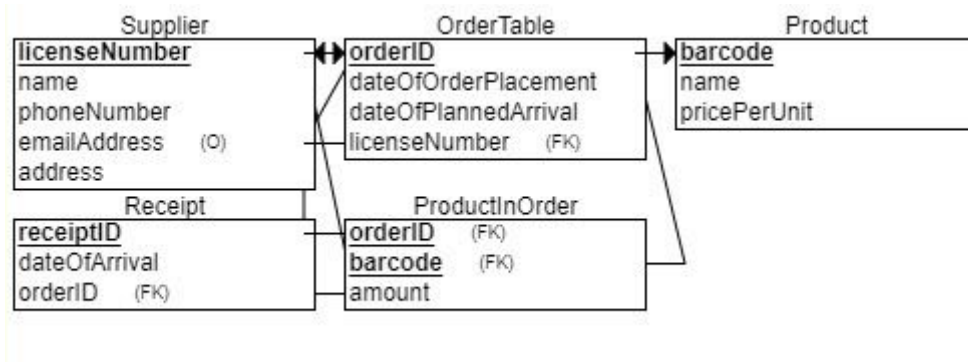 Supplier
licenseNumber
name
phoneNumber
emailAddress (O)
address
OrderTable
orderID
dateOfOrderPlacement
dateOfPlannedArrival
licenseNumber (FK)
Product
barcode
name
pricePerUnit
Receipt
receiptID
dateOfArrival
orderID (FK)
ProductInOrder
orderID (FK)
barcode (FK)
amount